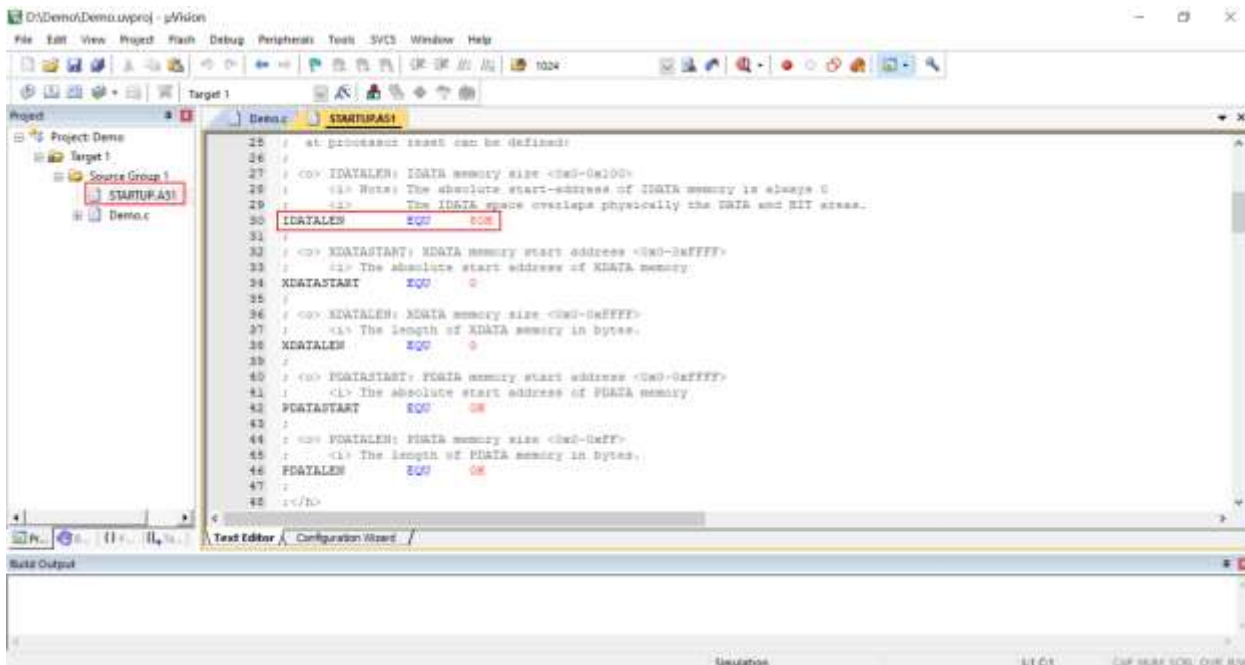 D:\Demo\Demo.uvproj - µVision
File Edit View Project Flash Debug Peripherals Tools SVCS Window Help
1024
Target 1
Project
Demo.c STARTUP.A51
Project: Demo
Target 1
Source Group 1
STARTUP.A51
Demo.c
25 ; at processor reset can be defined:
26 ;
27 ; <o> IDATALEN: IDATA memory size <0x0-0x100>
28 ; <i> Note: The absolute start-address of IDATA memory is always 0
29 ; <i> The IDATA space overlaps physically the DATA and BIT areas.
30 IDATALEN EQU 80H
31 ;
32 ; <o> XDATASTART: XDATA memory start address <0x0-0xFFFF>
33 ; <i> The absolute start address of XDATA memory
34 XDATASTART EQU 0
35 ;
36 ; <o> XDATALEN: XDATA memory size <0x0-0xFFFF>
37 ; <i> The length of XDATA memory in bytes.
38 XDATALEN EQU 0
39 ;
40 ; <o> PDATASTART: PDATA memory start address <0x0-0xFFFF>
41 ; <i> The absolute start address of PDATA memory
42 PDATASTART EQU 0H
43 ;
44 ; <o> PDATALEN: PDATA memory size <0x0-0xFF>
45 ; <i> The length of PDATA memory in bytes.
46 PDATALEN EQU 0H
47 ;
48 ;</h>
Text Editor Configuration Wizard
Build Output
Simulation L:1 C:1 CAP NUM SCRL OVR R/W